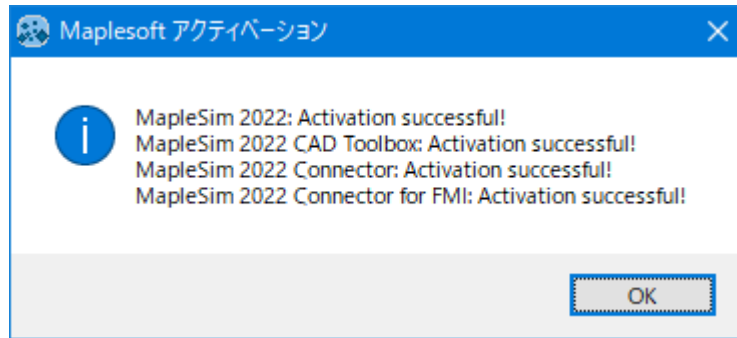 Maplesoft アクティベーション
MapleSim 2022: Activation successful!
MapleSim 2022 CAD Toolbox: Activation successful!
MapleSim 2022 Connector: Activation successful!
MapleSim 2022 Connector for FMI: Activation successful!
OK